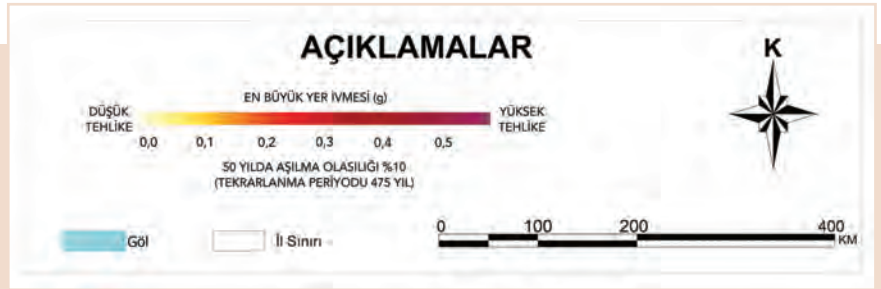 AÇIKLAMALAR
K
EN BÜYÜK YER İVMESİ (g)
DÜŞÜK TEHLİKE
YÜKSEK TEHLİKE
0,0 0,1 0,2 0,3 0,4 0,5
50 YILDA AŞILMA OLASILIĞI %10
(TEKRARLANMA PERİYODU 475 YIL)
Göl
İl Sınırı
0 100 200 400
KM